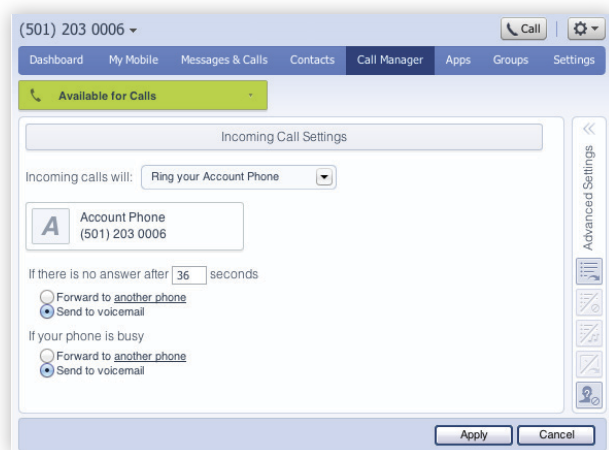 (501) 203 0006
Call
Dashboard My Mobile Messages & Calls Contacts Call Manager Apps Groups Settings
Available for Calls
Incoming Call Settings
Incoming calls will: Ring your Account Phone
A
Account Phone
(501) 203 0006
If there is no answer after 36 seconds
Forward to another phone
Send to voicemail
If your phone is busy
Forward to another phone
Send to voicemail
Advanced Settings
Apply Cancel